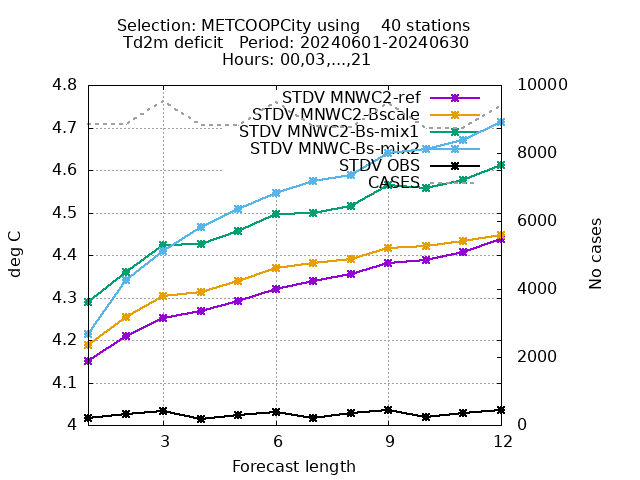 Selection: METCOOPCity using    40 stations
Td2m deficit   Period: 20240601-20240630
Hours: 00,03,...,21
STDV MNWC2-ref
STDV MNWC2-Bscale
STDV MNWC2-Bs-mix1
STDV MNWC-Bs-mix2
STDV OBS
CASES
deg C
4.8
4.7
4.6
4.5
4.4
4.3
4.2
4.1
4
10000
8000
6000
4000
2000
0
No cases
3
6
9
12
Forecast length